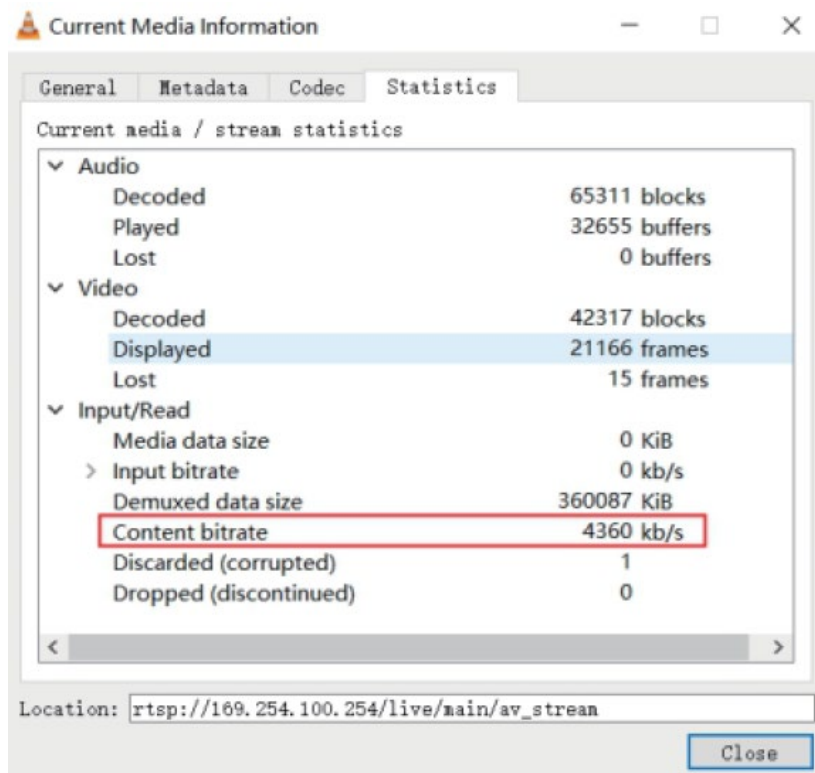 Current Media Information
General Metadata Codec Statistics
Current media / stream statistics
Audio
Decoded 65311 blocks
Played 32655 buffers
Lost 0 buffers
Video
Decoded 42317 blocks
Displayed 21166 frames
Lost 15 frames
Input/Read
Media data size 0 KiB
Input bitrate 0 kb/s
Demuxed data size 360087 KiB
Content bitrate 4360 kb/s
Discarded (corrupted) 1
Dropped (discontinued) 0
Location: rtsp://169.254.100.254/live/main/av_stream
Close